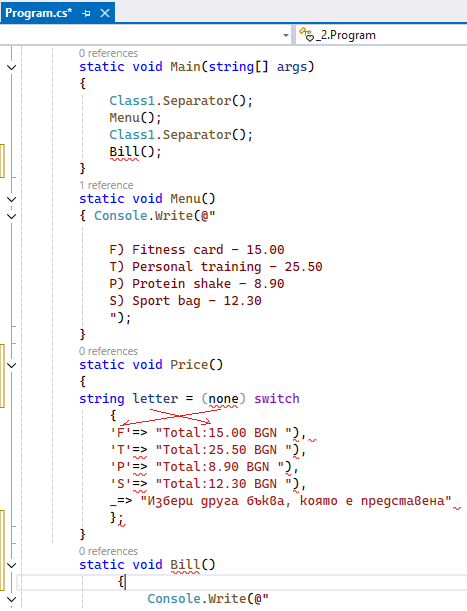 Program.cs*
_2.Program
0 references
static void Main(string[] args)
{
Class1.Separator();
Menu();
Class1.Separator();
Bill();
}
1 reference
static void Menu()
{ Console.Write(@"
F) Fitness card - 15.00
T) Personal training - 25.50
P) Protein shake - 8.90
S) Sport bag - 12.30
");
}
0 references
static void Price()
{
string letter = (none) switch
{
'F'=> "Total:15.00 BGN "),
'T'=> "Total:25.50 BGN "),
'P'=> "Total:8.90 BGN "),
'S'=> "Total:12.30 BGN "),
_=> "Избери друга бъква, която е представена"
};
}
0 references
static void Bill()
{
Console.Write(@"